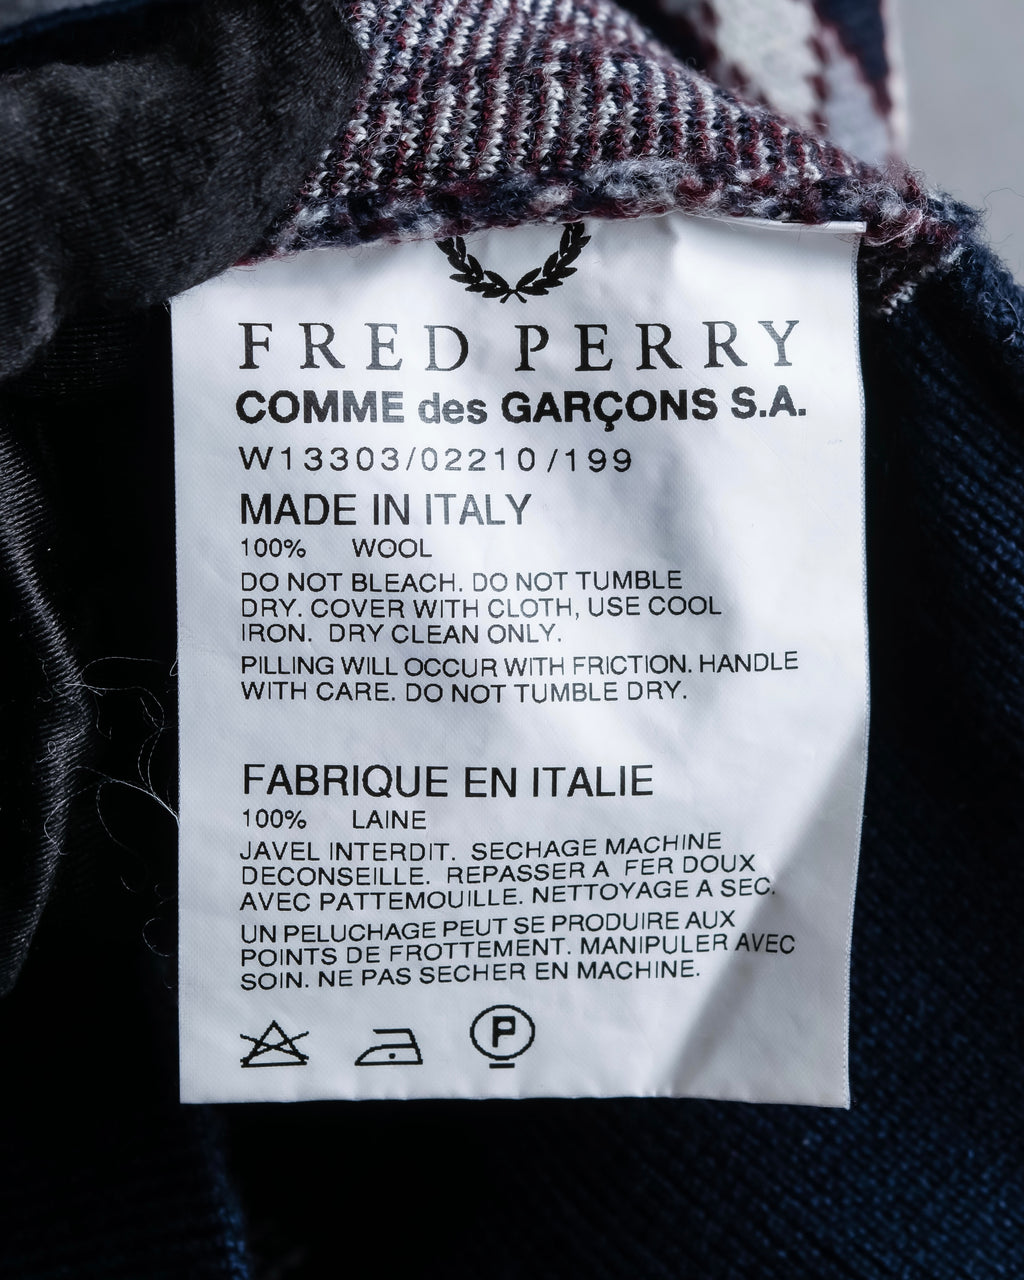 FRED PERRY
COMME des GARÇONS S.A.
W13303/02210/199
MADE IN ITALY
100% WOOL
DO NOT BLEACH. DO NOT TUMBLE
DRY. COVER WITH CLOTH, USE COOL
IRON. DRY CLEAN ONLY.
PILLING WILL OCCUR WITH FRICTION. HANDLE
WITH CARE. DO NOT TUMBLE DRY.
FABRIQUE EN ITALIE
100% LAINE
JAVEL INTERDIT. SECHAGE MACHINE
DECONSEILLE. REPASSER A FER DOUX
AVEC PATTEMOUILLE. NETTOYAGE A SEC.
UN PELUCHAGE PEUT SE PRODUIRE AUX
POINTS DE FROTTEMENT. MANIPULER AVEC
SOIN. NE PAS SECHER EN MACHINE.
P